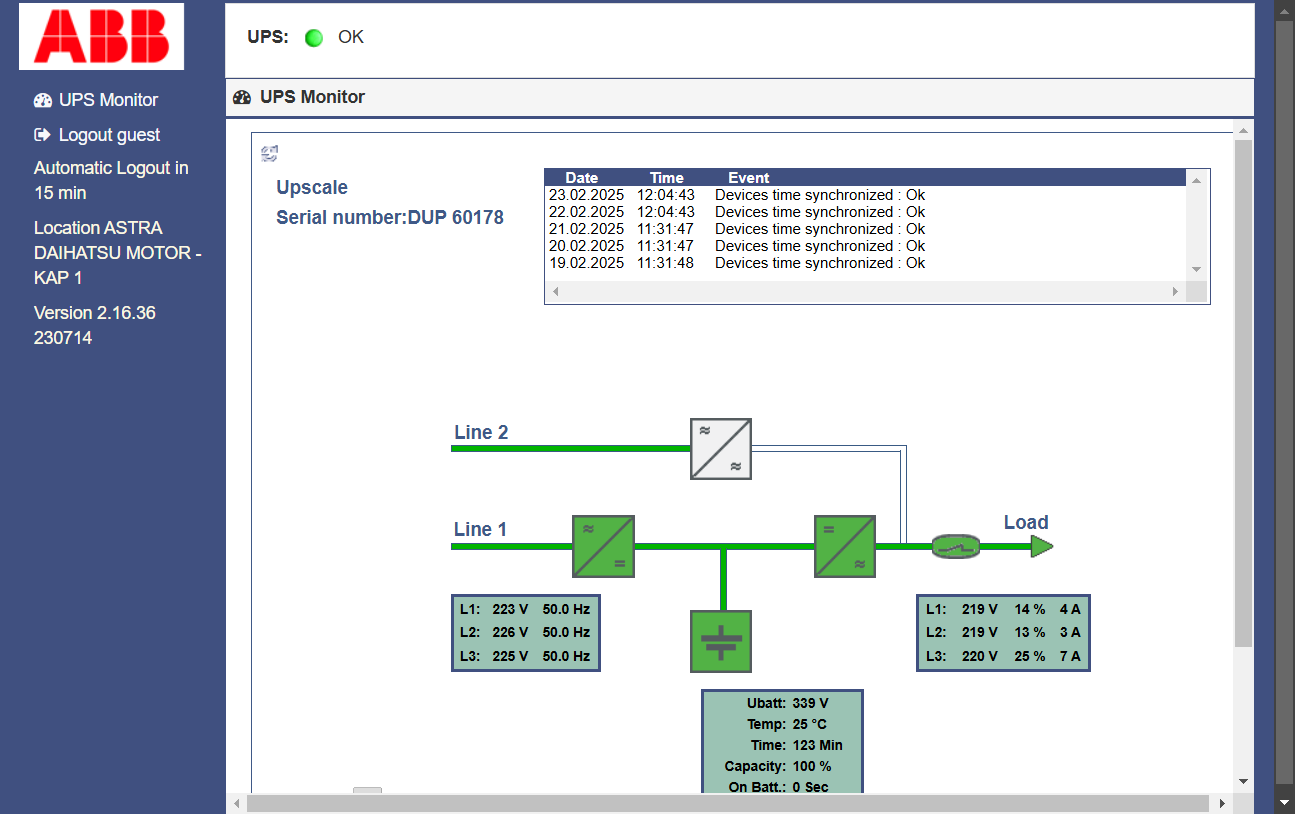 ABB
UPS Monitor
Logout guest
Automatic Logout in
15 min
Location ASTRA
DAIHATSU MOTOR -
KAP 1
Version 2.16.36
230714
UPS: OK
UPS Monitor
Upscale
Serial number:DUP 60178
Date Time Event
23.02.2025 12:04:43 Devices time synchronized : Ok
22.02.2025 12:04:43 Devices time synchronized : Ok
21.02.2025 11:31:47 Devices time synchronized : Ok
20.02.2025 11:31:47 Devices time synchronized : Ok
19.02.2025 11:31:48 Devices time synchronized : Ok
Line 2
Line 1
Load
L1: 223 V 50.0 Hz
L2: 226 V 50.0 Hz
L3: 225 V 50.0 Hz
L1: 219 V 14 % 4 A
L2: 219 V 13 % 3 A
L3: 220 V 25 % 7 A
Ubatt: 339 V
Temp: 25 °C
Time: 123 Min
Capacity: 100 %
On Batt.: 0 Sec